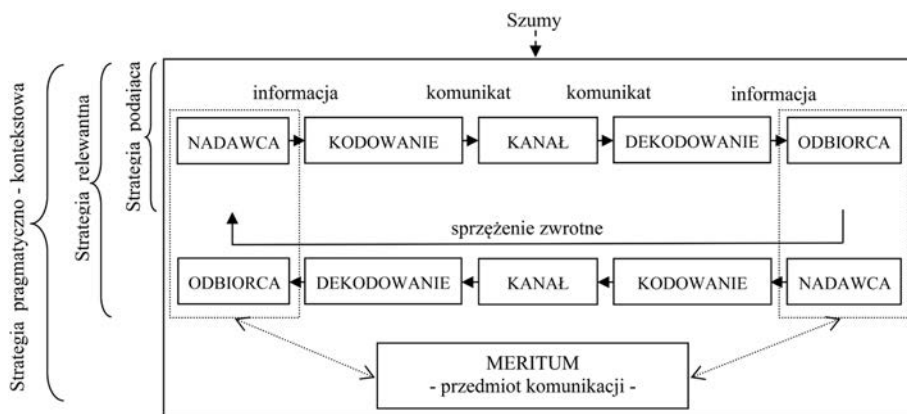 Szumy
Strategia pragmatyczno - kontekstowa
Strategia relewantna
Strategia podająca
informacja komunikat komunikat informacja
NADAWCA KODOWANIE KANAŁ DEKODOWANIE ODBIORCA
sprzężenie zwrotne
ODBIORCA DEKODOWANIE KANAŁ KODOWANIE NADAWCA
MERITUM
- przedmiot komunikacji -